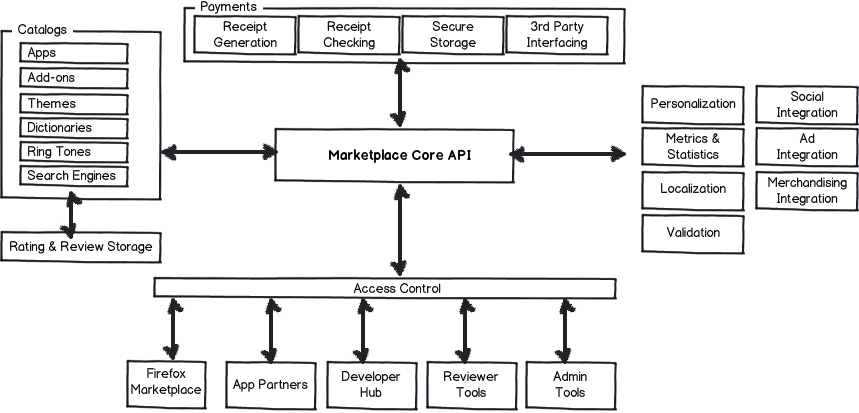 Payments
Receipt
Generation
Receipt
Checking
Secure
Storage
3rd Party
Interfacing
Catalogs
Apps
Add-ons
Themes
Dictionaries
Ring Tones
Search Engines
Rating & Review Storage
Marketplace Core API
Personalization
Social
Integration
Metrics &
Statistics
Ad
Integration
Localization
Merchandising
Integration
Validation
Access Control
Firefox
Marketplace
App Partners
Developer
Hub
Reviewer
Tools
Admin
Tools